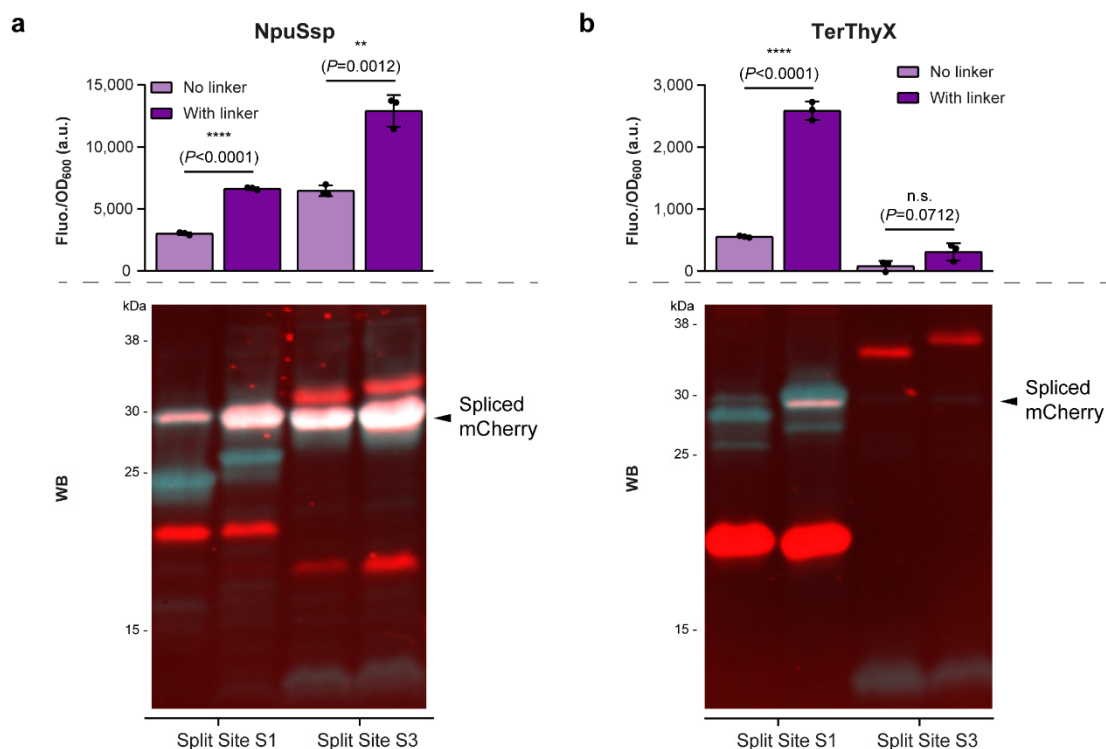 a
NpuSsp
15,000
10,000
5,000
0
Fluo./OD600 (a.u.)
No linker
With linker
****
(P<0.0001)
**
(P=0.0012)
kDa
38 -
30 -
25 -
15 -
WB
Spliced
mCherry
Split Site S1
Split Site S3
b
TerThyX
3,000
2,000
1,000
0
Fluo./OD600 (a.u.)
****
(P<0.0001)
No linker
With linker
n.s.
(P=0.0712)
kDa
38 -
30 -
25 -
15 -
WB
Spliced
mCherry
Split Site S1
Split Site S3